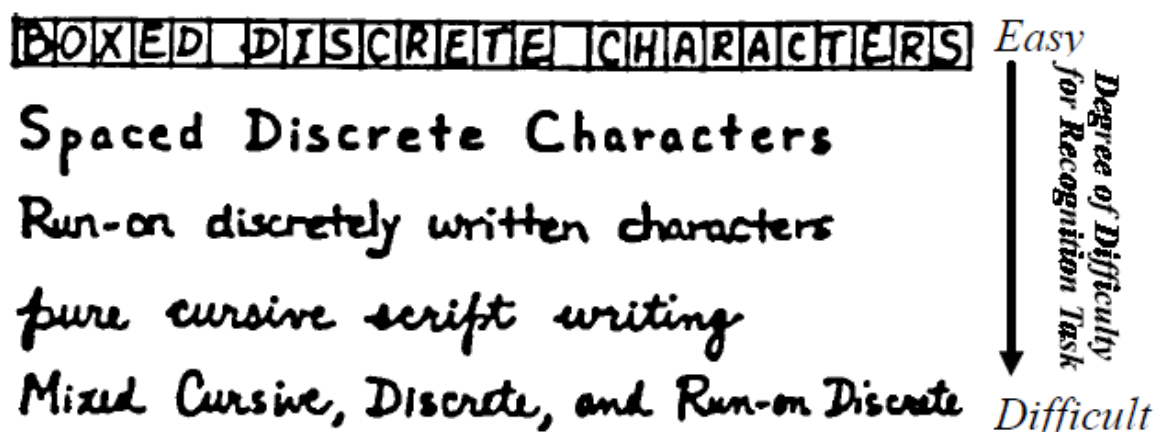 BOXED DISCRETE CHARACTERS
Spaced Discrete Characters
Run-on discretely written characters
pure cursive script writing
Mixed Cursive, Discrete, and Run-on Discrete
Easy
Degree of Difficulty
for Recognition Task
Difficult